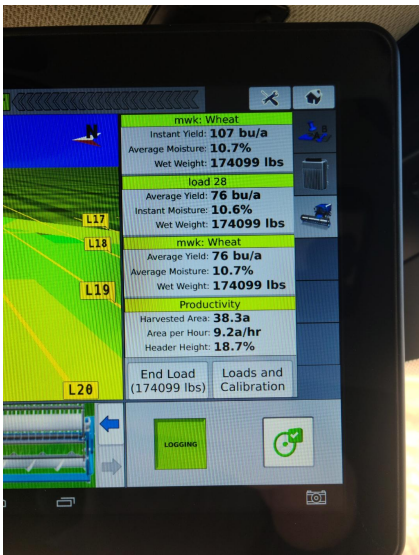 N
mwk: Wheat
Instant Yield: 107 bu/a
Average Moisture: 10.7%
Wet Weight: 174099 lbs
load 28
Average Yield: 76 bu/a
Instant Moisture: 10.6%
Wet Weight: 174099 lbs
mwk: Wheat
Average Yield: 76 bu/a
Average Moisture: 10.7%
Wet Weight: 174099 lbs
Productivity
Harvested Area: 38.3a
Area per Hour: 9.2a/hr
Header Height: 18.7%
L17
L18
L19
L20
End Load
(174099 lbs)
Loads and
Calibration
LOGGING